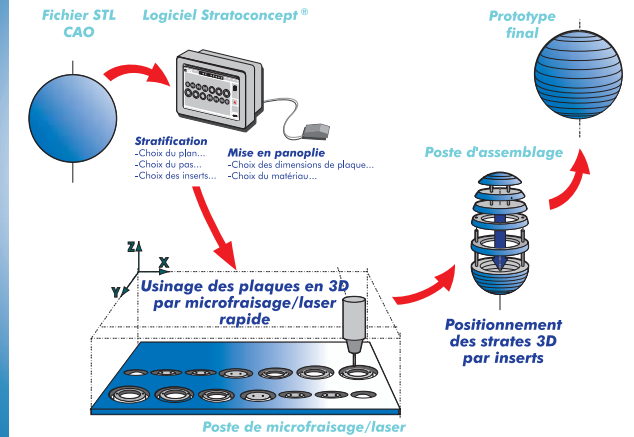 Fichier STL
CAO
Logiciel Stratoconcept ®
Prototype
final
Stratification
-Choix du plan...
-Choix du pas...
-Choix des inserts...
Mise en panoplie
-Choix des dimensions de plaque...
-Choix du matériau...
Poste d'assemblage
Z
X
Y
Usinage des plaques en 3D
par microfraisage/laser
rapide
Positionnement
des strates 3D
par inserts
Poste de microfraisage/laser